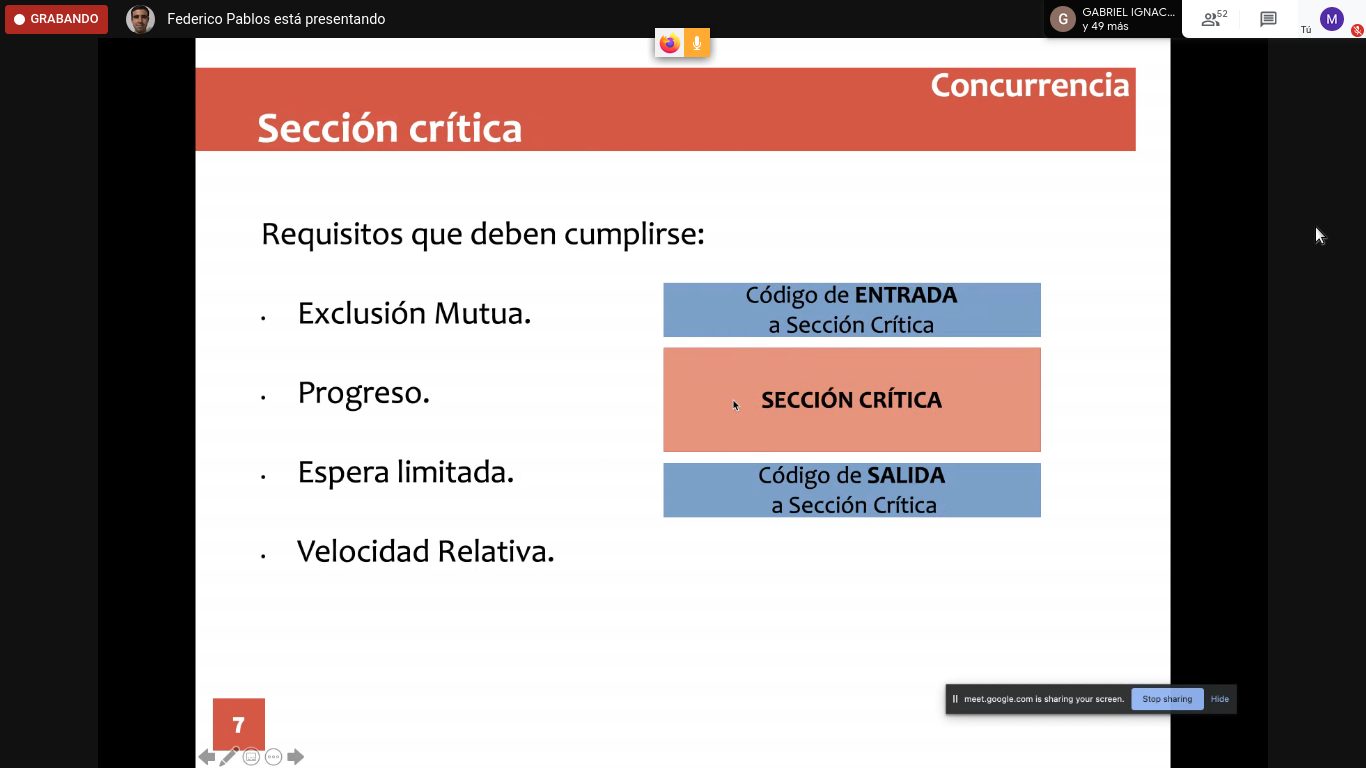 GRABANDO
Federico Pablos está presentando
G
GABRIEL IGNAC...
y 49 más
52
Tú
M
Concurrencia
Sección crítica
Requisitos que deben cumplirse:
• Exclusión Mutua.
• Progreso.
• Espera limitada.
• Velocidad Relativa.
Código de ENTRADA
a Sección Crítica
SECCIÓN CRÍTICA
Código de SALIDA
a Sección Crítica
meet.google.com is sharing your screen.
Stop sharing
Hide
7